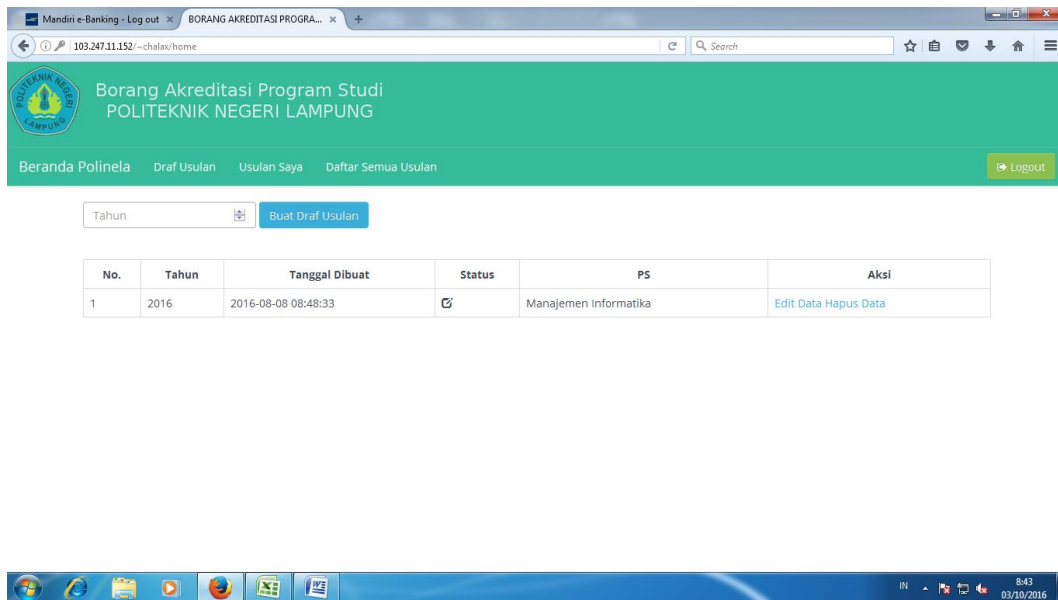 Mandiri e-Banking - Log out × BORANG AKREDITASI PROGRA... × +
103.247.11.152/~chalax/home Search
POLITEKNIK NEGERI LAMPUNG
Borang Akreditasi Program Studi
POLITEKNIK NEGERI LAMPUNG
Beranda Polinela Draf Usulan Usulan Saya Daftar Semua Usulan Logout
Tahun Buat Draf Usulan
No. Tahun Tanggal Dibuat Status PS Aksi
1 2016 2016-08-08 08:48:33 Manajemen Informatika Edit Data Hapus Data
IN 8:43
03/10/2016